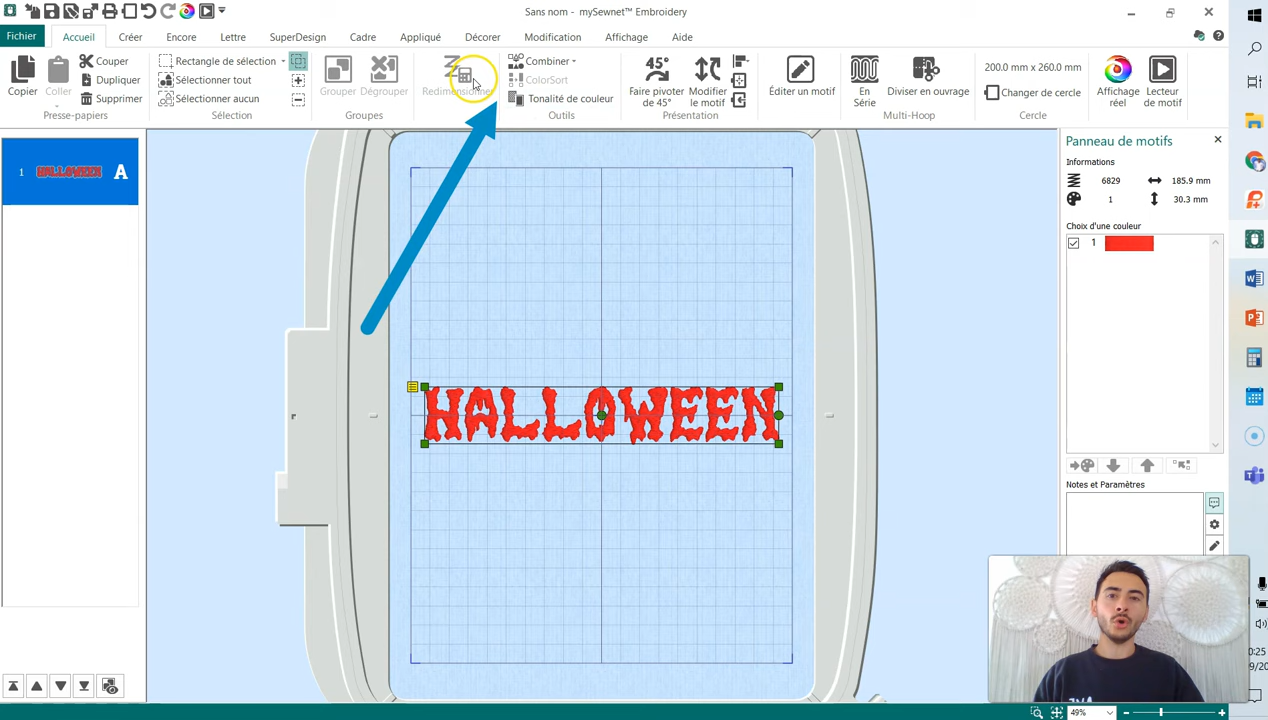 Sans nom - mySewnet™ Embroidery
Fichier Accueil Créer Encore Lettre SuperDesign Cadre Appliqué Décorer Modification Affichage Aide
Copier
Coller
Couper
Dupliquer
Supprimer
Presse-papiers
Rectangle de sélection
Sélectionner tout
Sélectionner aucun
Sélection
Grouper
Dégrouper
Groupes
Redimensionner
Combiner
ColorSort
Tonalité de couleur
Outils
Faire pivoter
de 45°
45°
Modifier
le motif
Présentation
Éditer un motif
En
Série
Diviser en ouvrage
Multi-Hoop
200.0 mm x 260.0 mm
Changer de cercle
Cercle
Affichage
réel
Lecteur
de motif
1 HALLOWEEN A
HALLOWEEN
Panneau de motifs
Informations
6829 185.9 mm
1 30.3 mm
Choix d'une couleur
1
Notes et Paramètres
49%